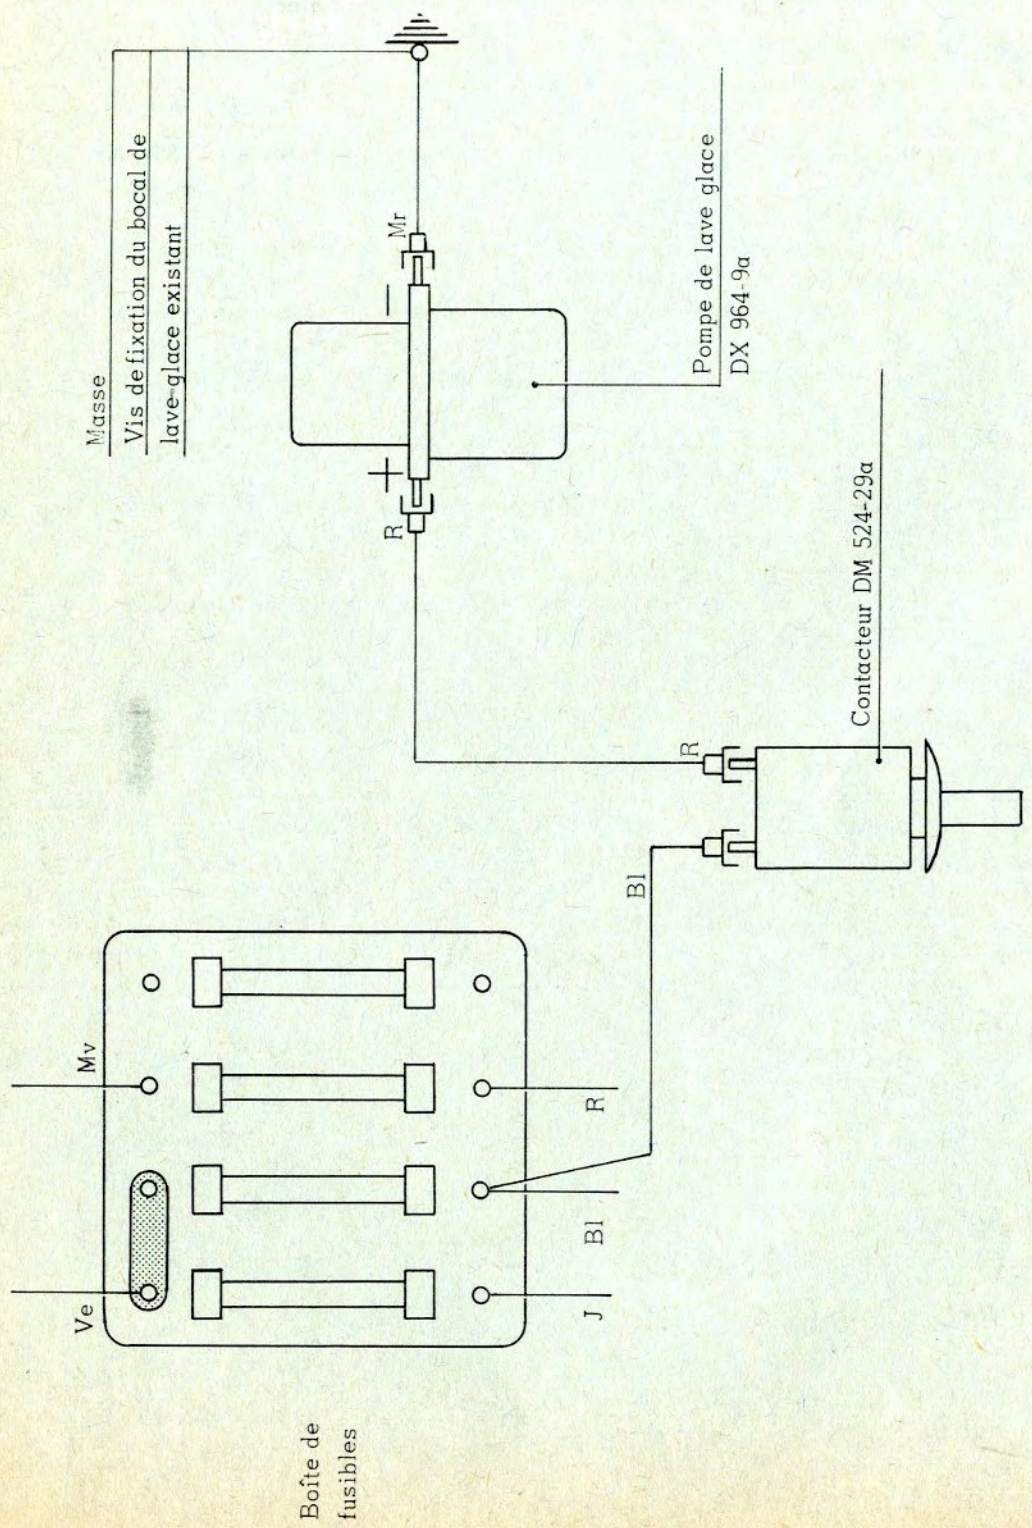 Boîte de
fusibles
Ve
Mv
J
Bl
R
Bl
R
R
+
−
Mr
Masse
Vis de fixation du bocal de
lave-glace existant
Pompe de lave glace
DX 964-9a
Contacteur DM 524-29a